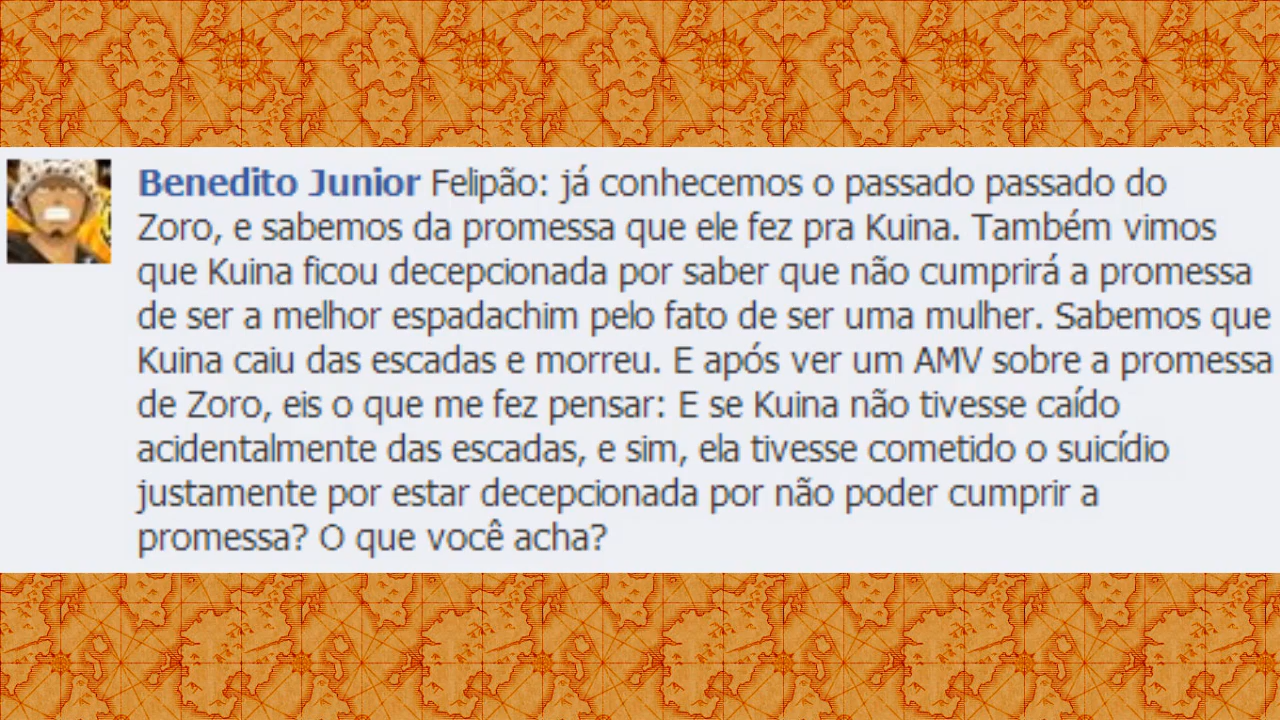 Benedito Junior Felipão: já conhecemos o passado passado do
Zoro, e sabemos da promessa que ele fez pra Kuina. Também vimos
que Kuina ficou decepcionada por saber que não cumprirá a promessa
de ser a melhor espadachim pelo fato de ser uma mulher. Sabemos que
Kuina caiu das escadas e morreu. E após ver um AMV sobre a promessa
de Zoro, eis o que me fez pensar: E se Kuina não tivesse caído
acidentalmente das escadas, e sim, ela tivesse cometido o suicídio
justamente por estar decepcionada por não poder cumprir a
promessa? O que você acha?